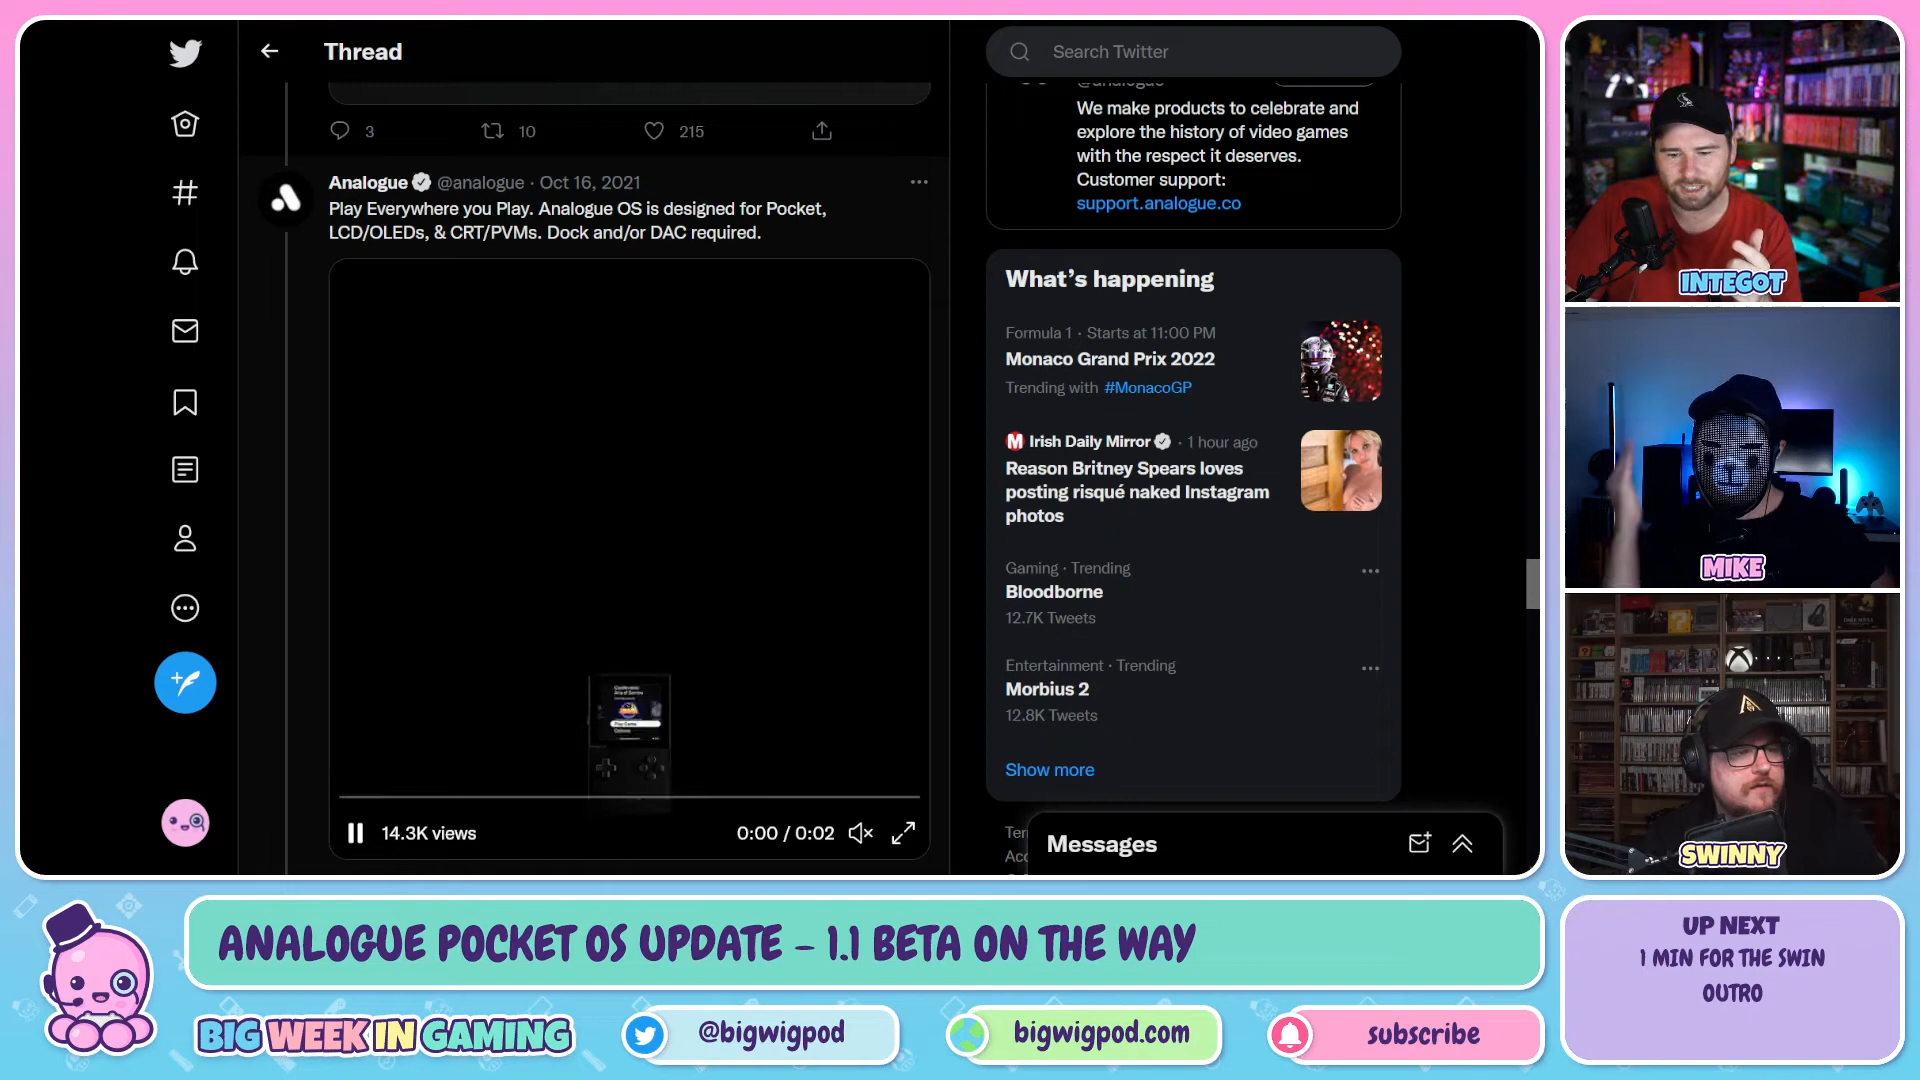 Thread
3
10
215
Analogue @analogue · Oct 16, 2021
Play Everywhere you Play. Analogue OS is designed for Pocket,
LCD/OLEDs, & CRT/PVMs. Dock and/or DAC required.
Play Game
14.3K views
0:00 / 0:02
Search Twitter
@analogue
We make products to celebrate and
explore the history of video games
with the respect it deserves.
Customer support:
support.analogue.co
What's happening
Formula 1 · Starts at 11:00 PM
Monaco Grand Prix 2022
Trending with #MonacoGP
M Irish Daily Mirror · 1 hour ago
Reason Britney Spears loves
posting risqué naked Instagram
photos
Gaming · Trending
Bloodborne
12.7K Tweets
Entertainment · Trending
Morbius 2
12.8K Tweets
Show more
Messages
INTEGOT
MIKE
SWINNY
ANALOGUE POCKET OS UPDATE – 1.1 BETA ON THE WAY
BIG WEEK IN GAMING
@bigwigpod
bigwigpod.com
subscribe
UP NEXT
1 MIN FOR THE SWIN
OUTRO